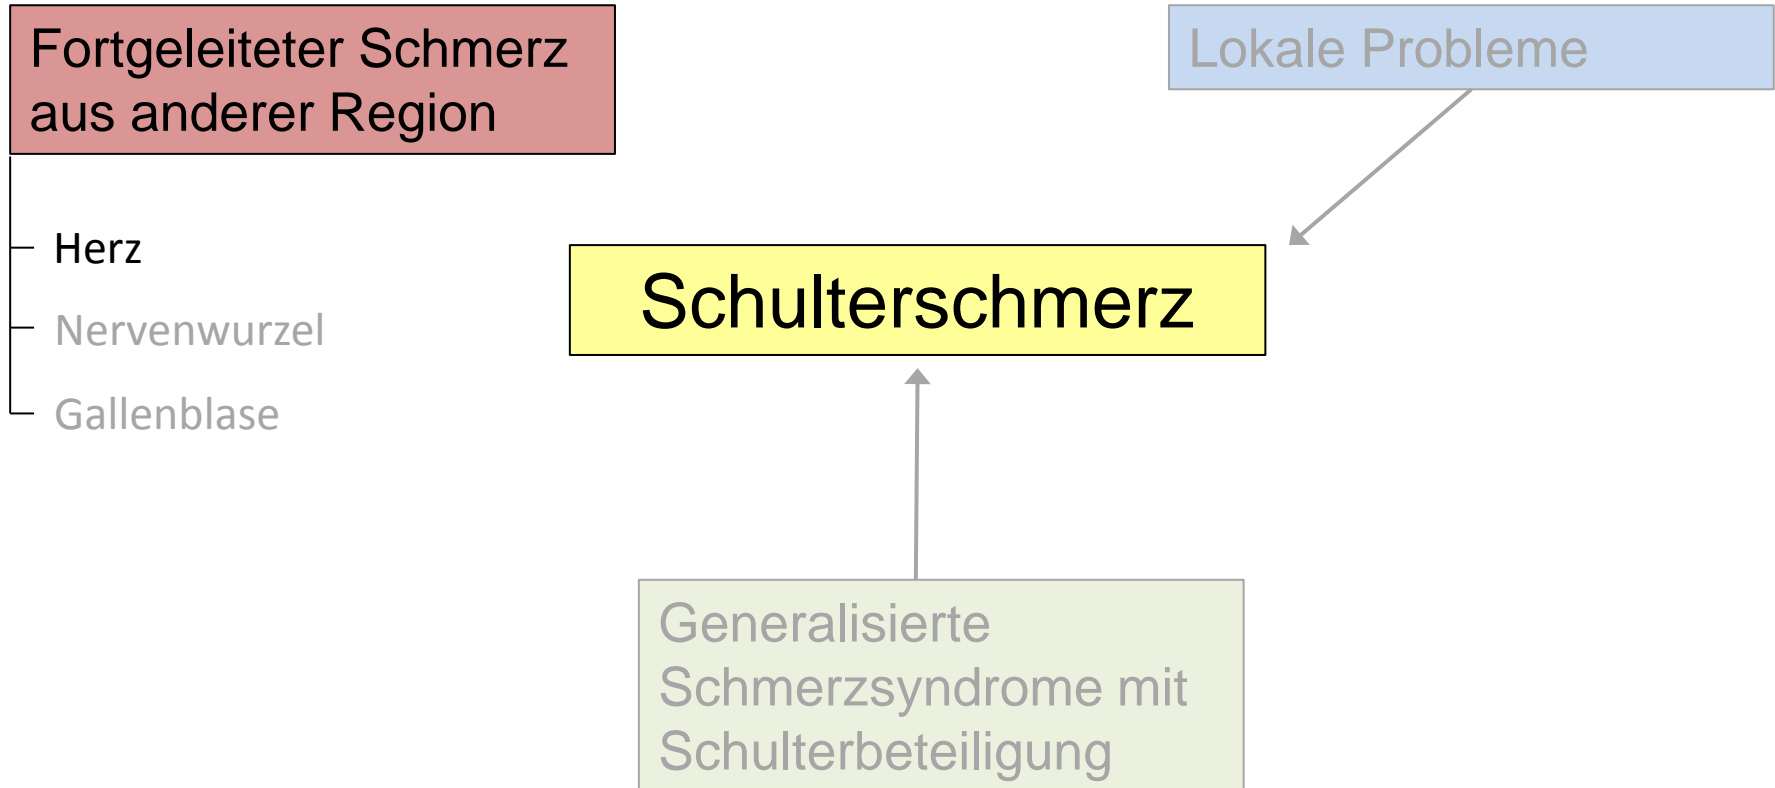 Fortgeleiteter Schmerz
aus anderer Region
Herz
Nervenwurzel
Gallenblase
Lokale Probleme
Schulterschmerz
Generalisierte
Schmerzsyndrome mit
Schulterbeteiligung